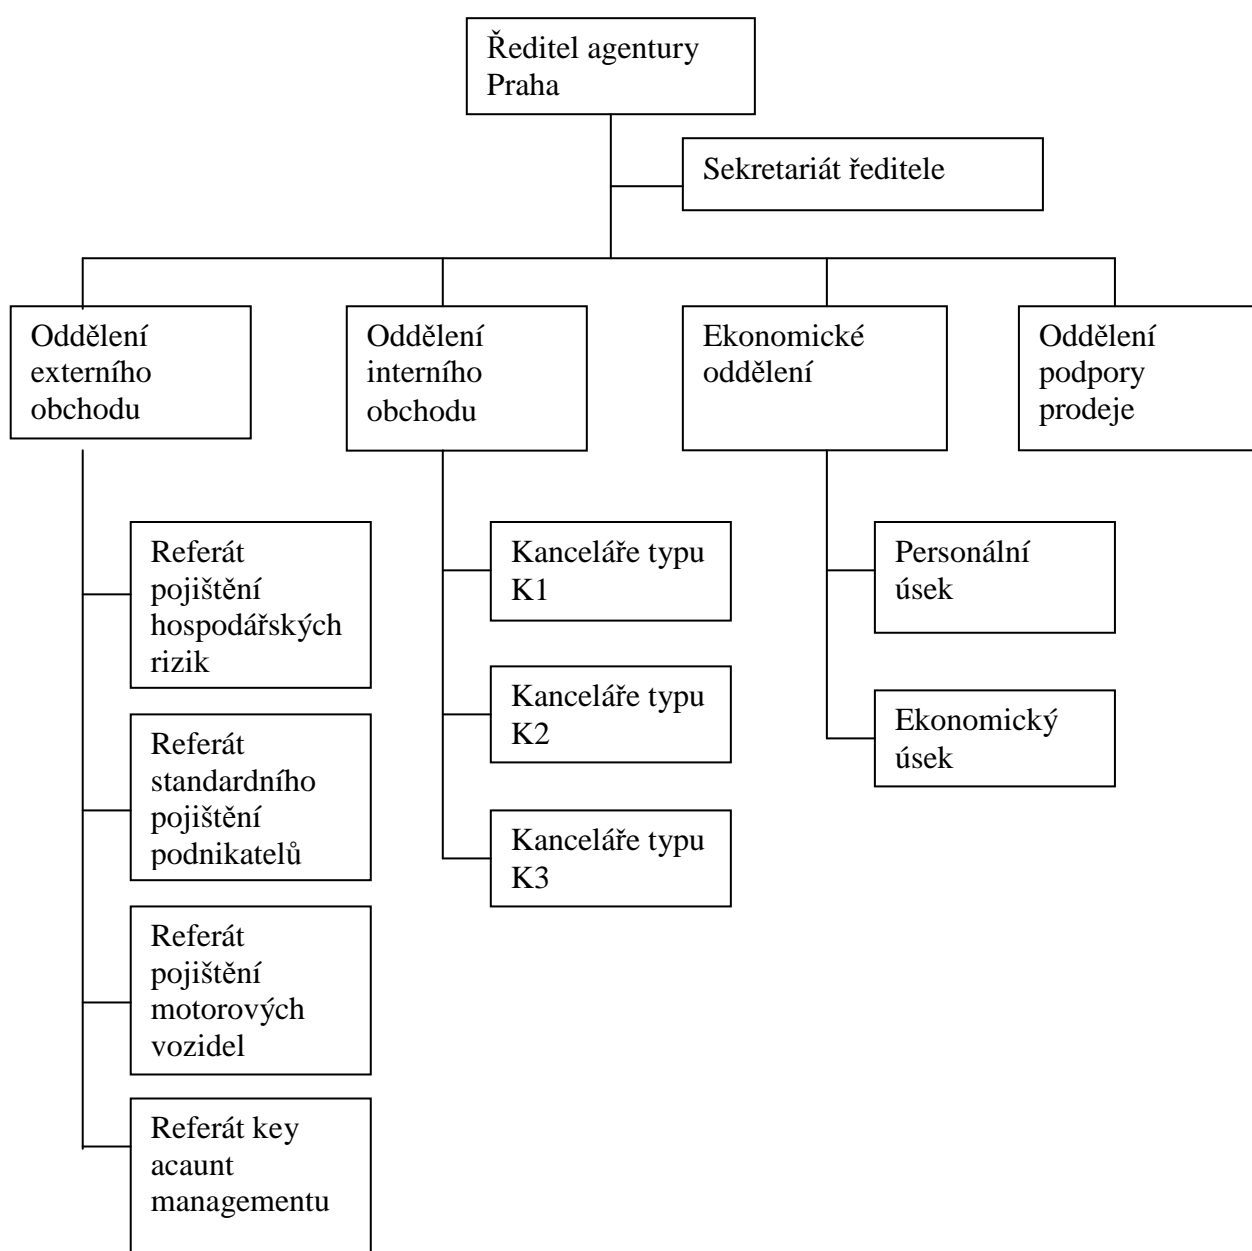 Ředitel agentury
Praha
Sekretariát ředitele
Oddělení
externího
obchodu
Oddělení
interního
obchodu
Ekonomické
oddělení
Oddělení
podpory
prodeje
Referát
pojištění
hospodářských
rizik
Referát
standardního
pojištění
podnikatelů
Referát
pojištění
motorových
vozidel
Referát key
acaunt
managementu
Kanceláře typu
K1
Kanceláře typu
K2
Kanceláře typu
K3
Personální
úsek
Ekonomický
úsek